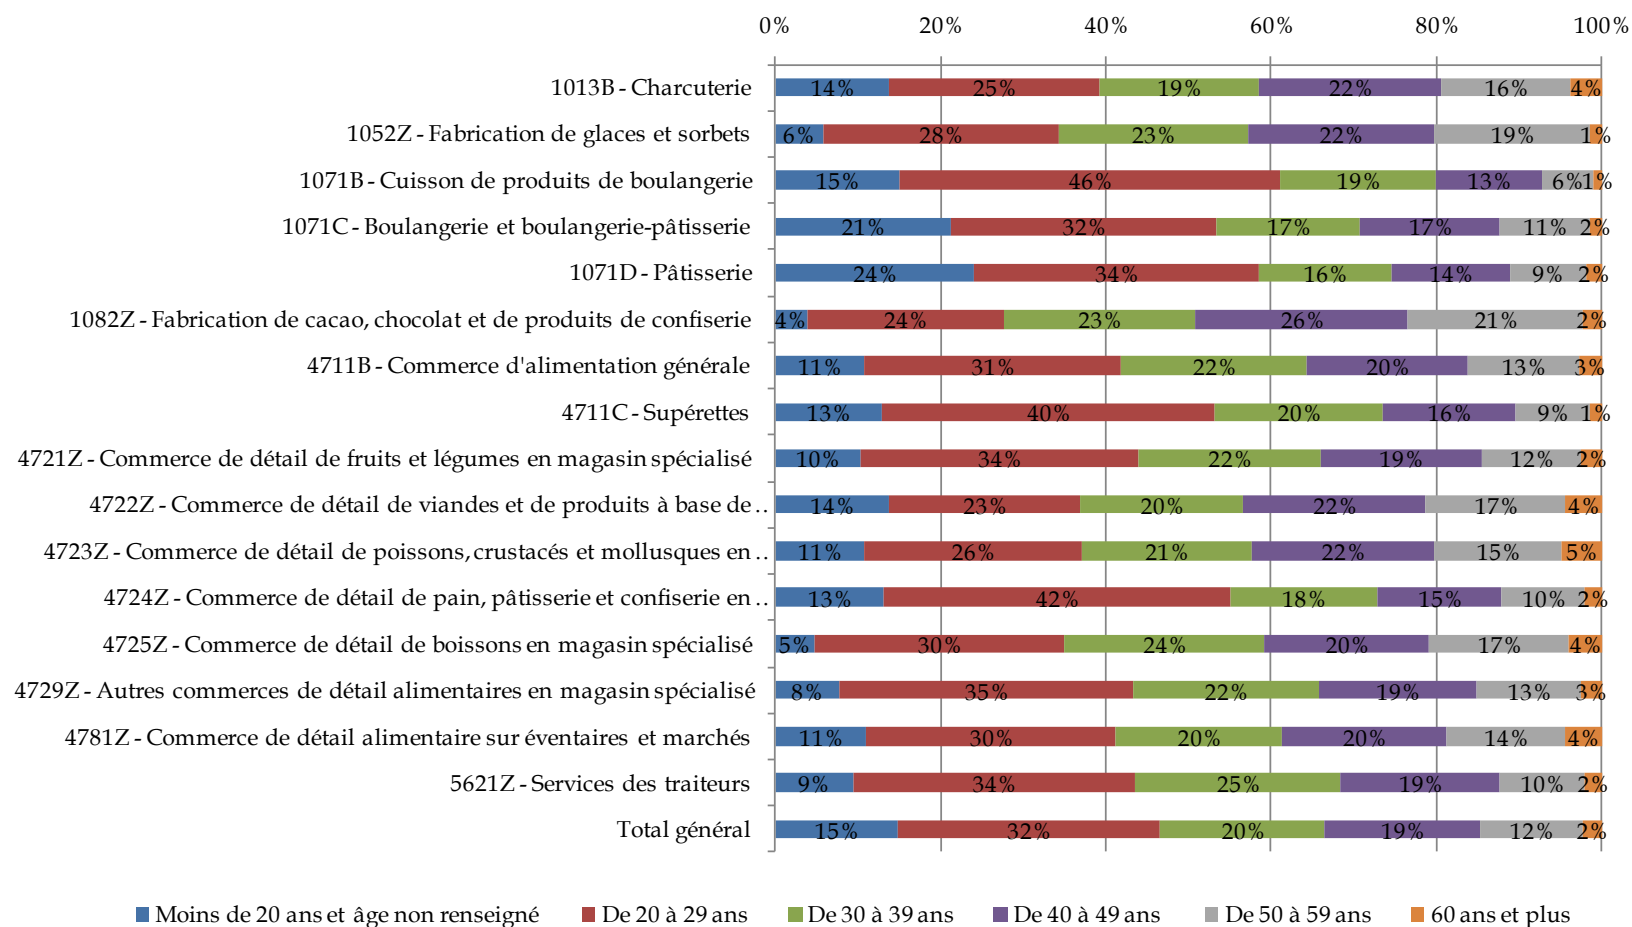 0% 20% 40% 60% 80% 100%
1013B - Charcuterie 14% 25% 19% 22% 16% 4%
1052Z - Fabrication de glaces et sorbets 6% 28% 23% 22% 19% 1%
1071B - Cuisson de produits de boulangerie 15% 46% 19% 13% 6% 1%
1071C - Boulangerie et boulangerie-pâtisserie 21% 32% 17% 17% 11% 2%
1071D - Pâtisserie 24% 34% 16% 14% 9% 2%
1082Z - Fabrication de cacao, chocolat et de produits de confiserie 4% 24% 23% 26% 21% 2%
4711B - Commerce d'alimentation générale 11% 31% 22% 20% 13% 3%
4711C - Supérettes 13% 40% 20% 16% 9% 1%
4721Z - Commerce de détail de fruits et légumes en magasin spécialisé 10% 34% 22% 19% 12% 2%
4722Z - Commerce de détail de viandes et de produits à base de .. 14% 23% 20% 22% 17% 4%
4723Z - Commerce de détail de poissons, crustacés et mollusques en .. 11% 26% 21% 22% 15% 5%
4724Z - Commerce de détail de pain, pâtisserie et confiserie en .. 13% 42% 18% 15% 10% 2%
4725Z - Commerce de détail de boissons en magasin spécialisé 5% 30% 24% 20% 17% 4%
4729Z - Autres commerces de détail alimentaires en magasin spécialisé 8% 35% 22% 19% 13% 3%
4781Z - Commerce de détail alimentaire sur éventaires et marchés 11% 30% 20% 20% 14% 4%
5621Z - Services des traiteurs 9% 34% 25% 19% 10% 2%
Total général 15% 32% 20% 19% 12% 2%
Moins de 20 ans et âge non renseigné De 20 à 29 ans De 30 à 39 ans De 40 à 49 ans De 50 à 59 ans 60 ans et plus